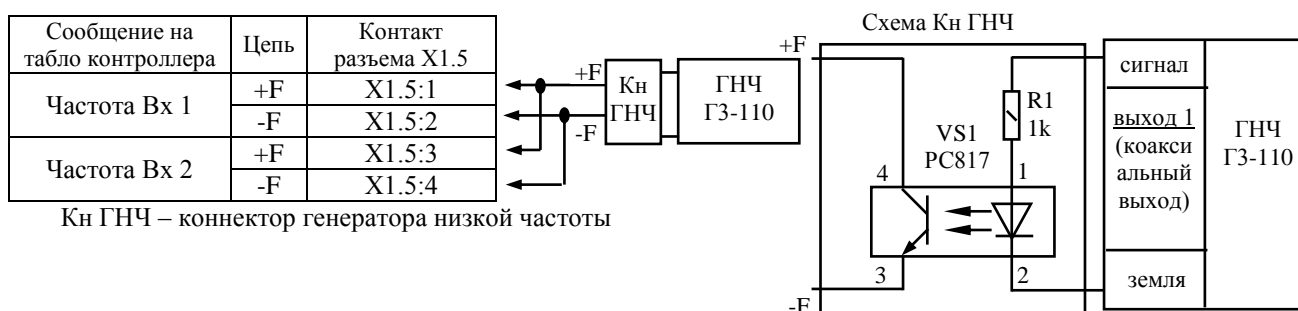 Сообщение на табло контроллера
Цепь
Контакт разъема X1.5
Частота Вх 1
+F
X1.5:1
-F
X1.5:2
Частота Вх 2
+F
X1.5:3
-F
X1.5:4
+F
-F
Кн ГНЧ
ГНЧ Г3-110
Кн ГНЧ – коннектор генератора низкой частоты
Схема Кн ГНЧ
+F
-F
VS1
PC817
R1
1k
4
1
3
2
сигнал
выход 1
(коакси
альный
выход)
земля
ГНЧ
Г3-110